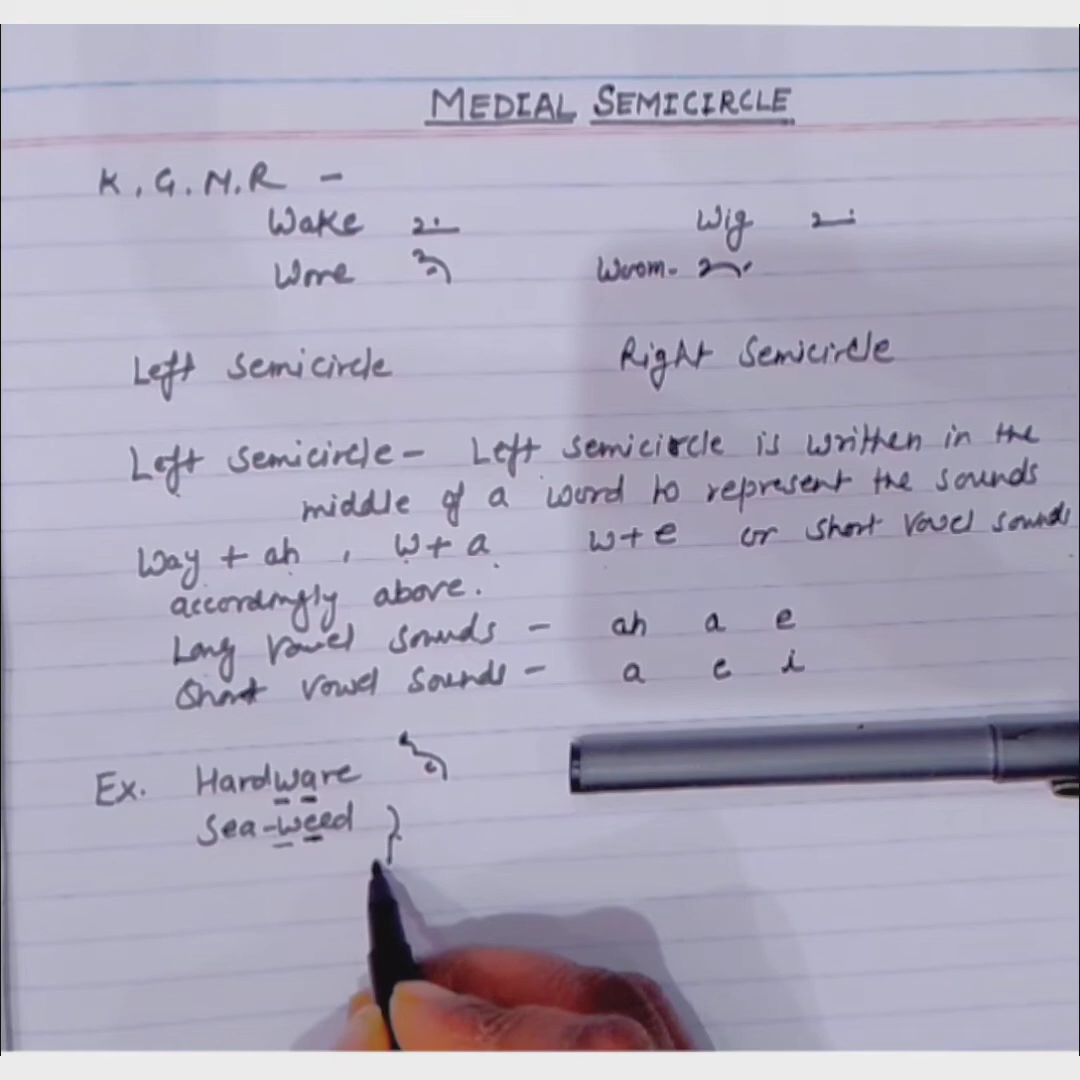 MEDIAL SEMICIRCLE
K, G, M, R -
Wake Wig
Wore Woom-
Left Semicircle Right Semicircle
Left semicircle - Left semicircle is written in the
middle of a word to represent the sounds
Way + ah , w + a w + e or short vowel sounds
accordingly above.
Long vowel sounds - ah a e
Short vowel sounds - a e i
Ex. Hardware
Sea-weed